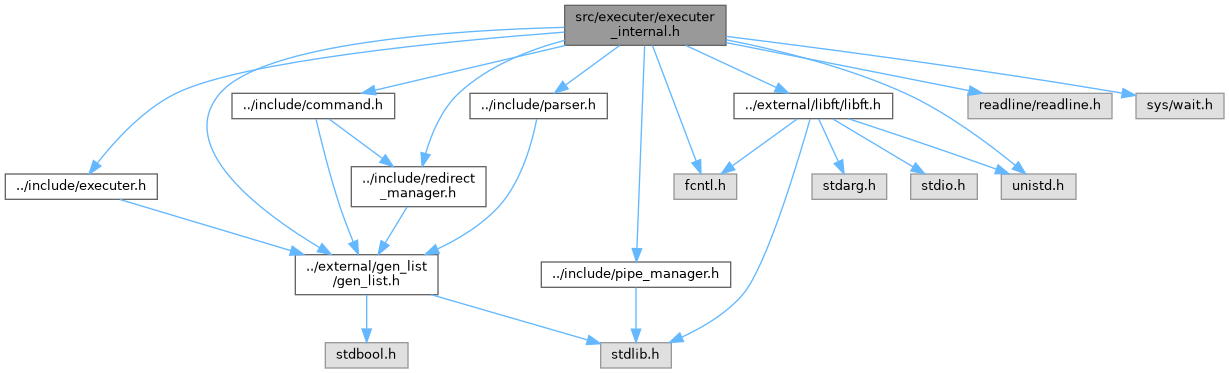 src/executer/executer
_internal.h
../include/command.h
../include/parser.h
../external/libft/libft.h
readline/readline.h
sys/wait.h
../include/executer.h
../include/redirect
_manager.h
fcntl.h
stdarg.h
stdio.h
unistd.h
../external/gen_list
/gen_list.h
../include/pipe_manager.h
stdbool.h
stdlib.h